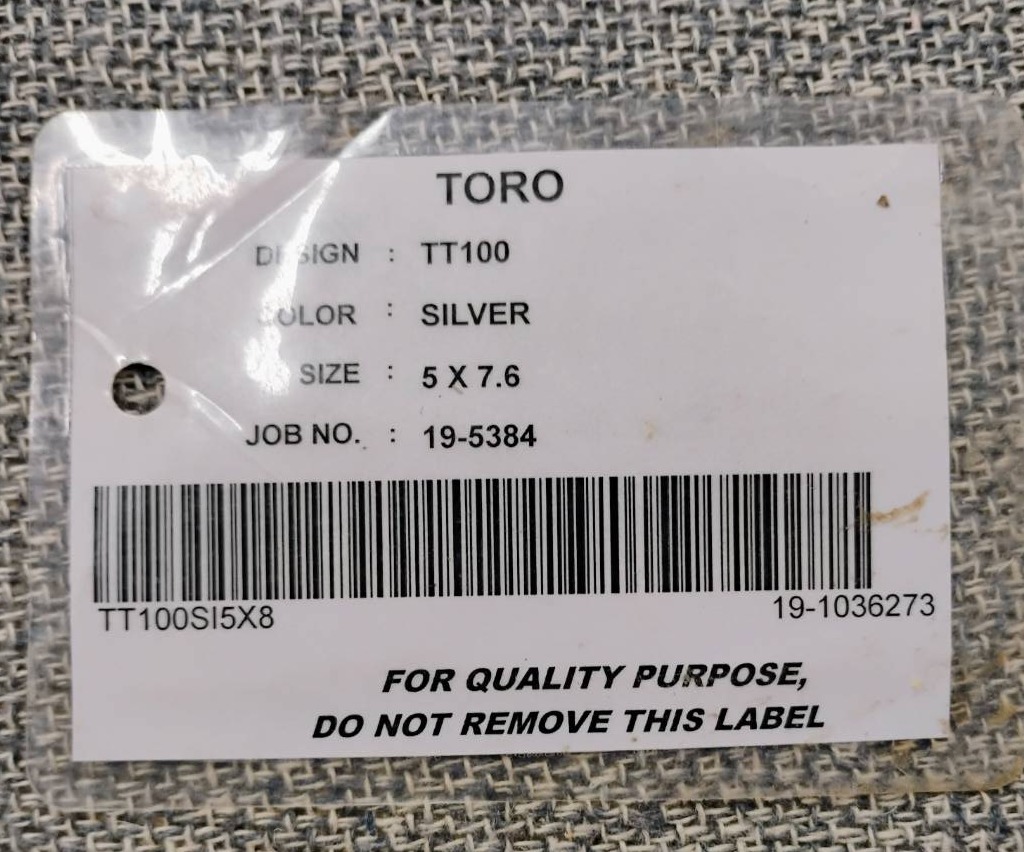 TORO
DESIGN : TT100
COLOR : SILVER
SIZE : 5 X 7.6
JOB NO. : 19-5384
TT100SI5X8 19-1036273
FOR QUALITY PURPOSE,
DO NOT REMOVE THIS LABEL